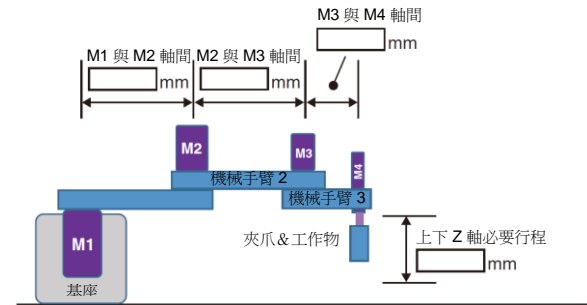 M3 與 M4 軸間
mm
M1 與 M2 軸間
mm
M2 與 M3 軸間
mm
M2
M3
M4
機械手臂 2
機械手臂 3
M1
基座
夾爪＆工作物
上下 Z 軸必要行程
mm